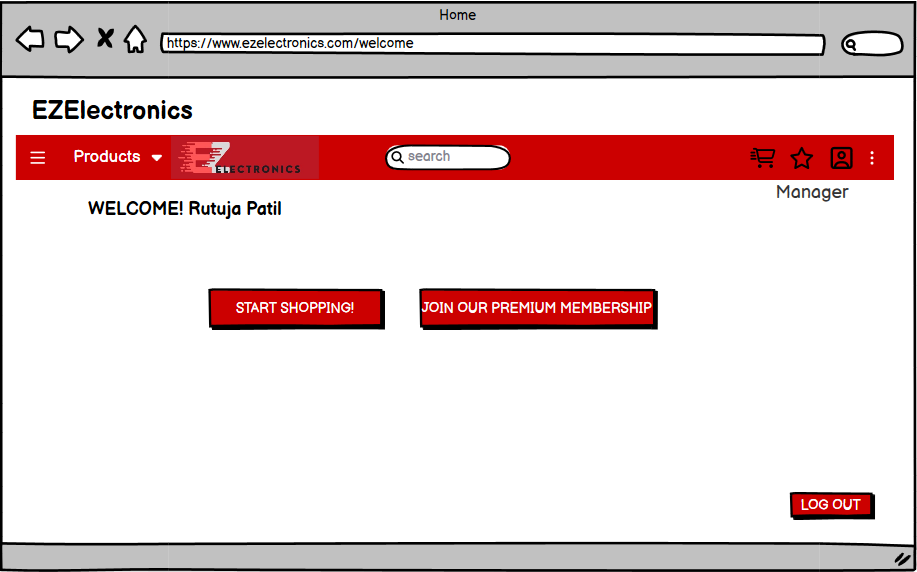 Home
https://www.ezelectronics.com/welcome
EZElectronics
Products EZ ELECTRONICS search
Manager
WELCOME! Rutuja Patil
START SHOPPING! JOIN OUR PREMIUM MEMBERSHIP
LOG OUT